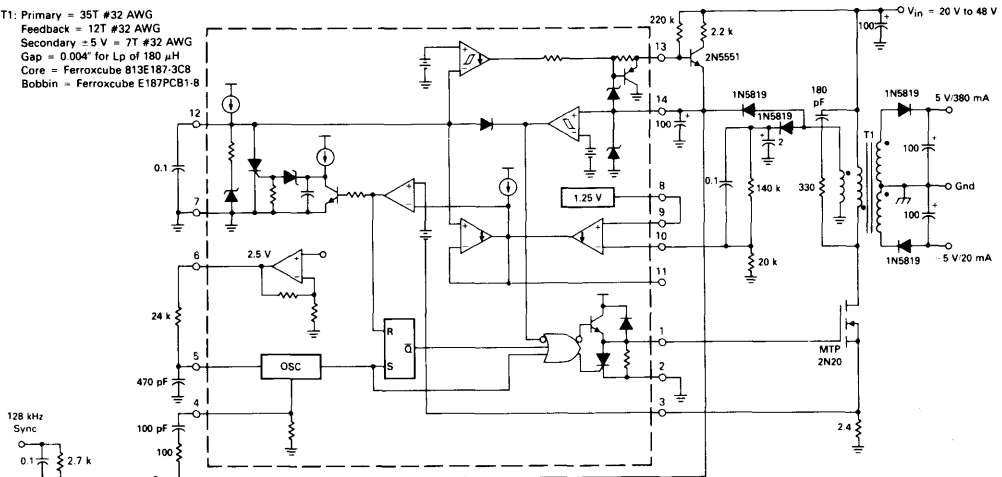 T1: Primary = 35T #32 AWG
Feedback = 12T #32 AWG
Secondary ±5 V = 7T #32 AWG
Gap = 0.004" for Lp of 180 μH
Core = Ferroxcube 813E187-3C8
Bobbin = Ferroxcube E187PCB1-8
220 k
2.2 k
2N5551
100
+
Vin = 20 V to 48 V
13
14
100
+
1N5819
180
pF
1N5819
+
2
T1
1N5819
5 V/380 mA
+
100
Gnd
+
100
1N5819
-5 V/20 mA
12
0.1
7
6
2.5 V
24 k
5
470 pF
OSC
4
100 pF
100
128 kHz
Sync
0.1
2.7 k
R
S
Q
1.25 V
8
9
10
11
1
2
3
0.1
140 k
20 k
330
MTP
2N20
2.4
+
-
+
-
+
-
+
-
+
-
+
-
+
-